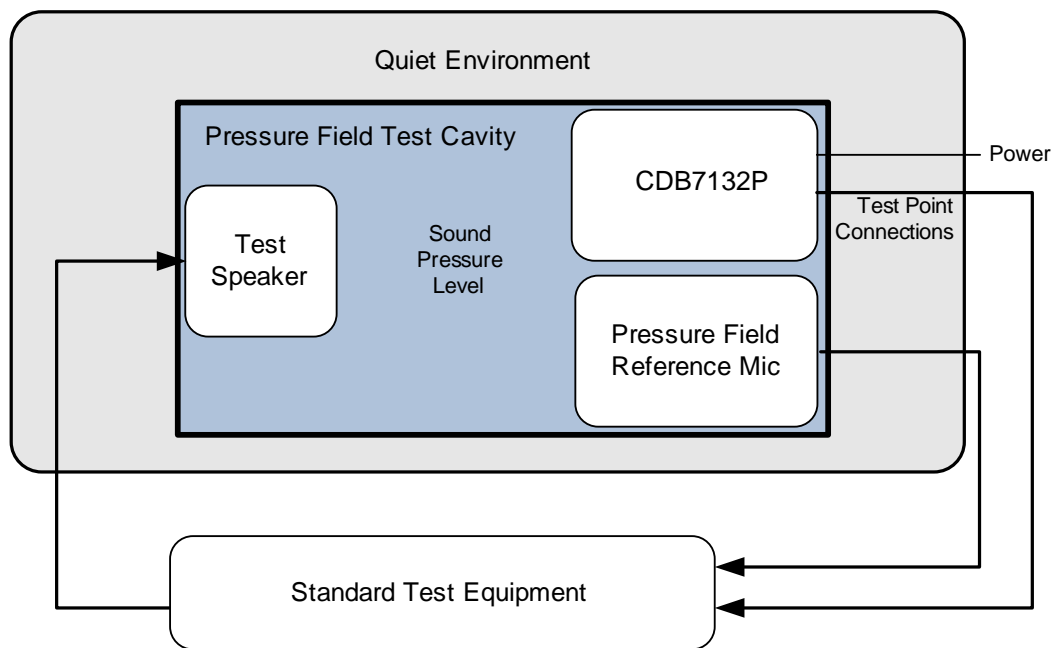 Quiet Environment
Pressure Field Test Cavity
CDB7132P
Power
Test Point
Connections
Test
Speaker
Sound
Pressure
Level
Pressure Field
Reference Mic
Standard Test Equipment